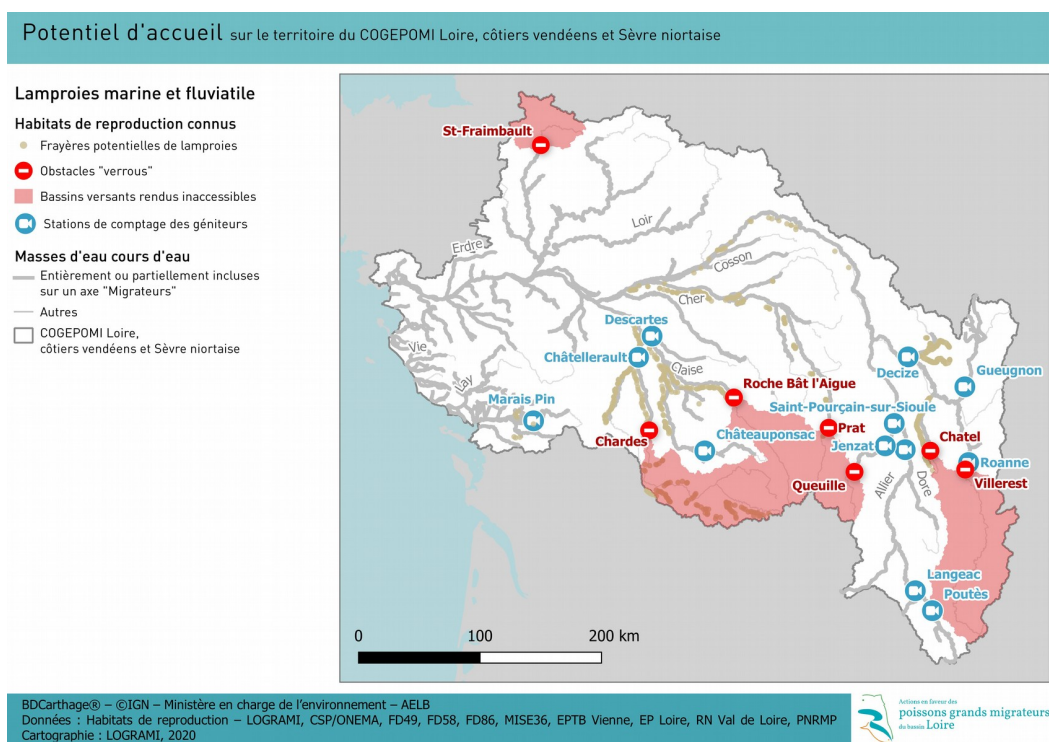 Potentiel d'accueil sur le territoire du COGEPOMI Loire, côtiers vendéens et Sèvre niortaise
Lamproies marine et fluviatile
Habitats de reproduction connus
Frayères potentielles de lamproies
Obstacles "verrous"
Bassins versants rendus inaccessibles
Stations de comptage des géniteurs
Masses d'eau cours d'eau
Entièrement ou partiellement incluses
sur un axe "Migrateurs"
Autres
COGEPOMI Loire,
côtiers vendéens et Sèvre niortaise
St-Fraimbault
Loir
Erdre
Cosson
Cher
Descartes
Châtellerault
Vie
Claise
Decize
Gueugnon
Lay
Roche Bât l'Aigue
Marais Pin
Saint-Pourçain-sur-Sioule
Prat
Chardes
Châteauponsac
Jenzat
Chatel
Roanne
Queuille
Allier
Dore
Villerest
Langeac
Poutès
0 100 200 km
BDCarthage® – ©IGN – Ministère en charge de l'environnement – AELB
Données : Habitats de reproduction – LOGRAMI, CSP/ONEMA, FD49, FD58, FD86, MISE36, EPTB Vienne, EP Loire, RN Val de Loire, PNRMP
Cartographie : LOGRAMI, 2020
Actions en faveur des
poissons grands migrateurs
du bassin Loire